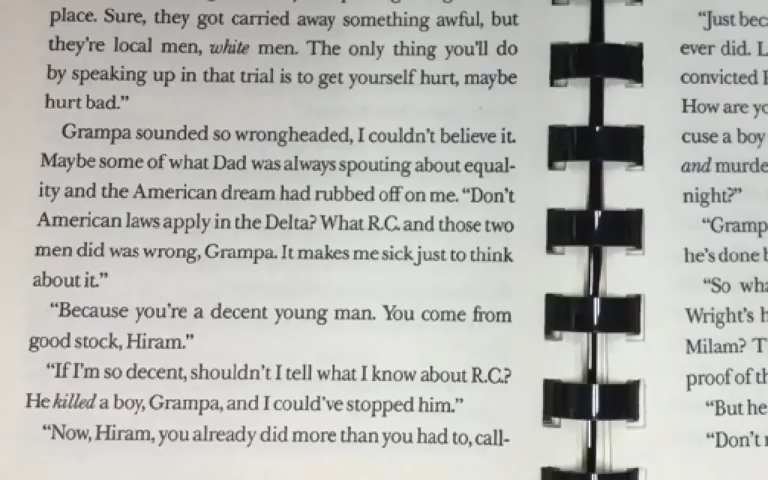 place. Sure, they got carried away something awful, but
they're local men, white men. The only thing you'll do
by speaking up in that trial is to get yourself hurt, maybe
hurt bad."
Grampa sounded so wrongheaded, I couldn't believe it.
Maybe some of what Dad was always spouting about equal-
ity and the American dream had rubbed off on me. "Don't
American laws apply in the Delta? What R.C. and those two
men did was wrong, Grampa. It makes me sick just to think
about it."
"Because you're a decent young man. You come from
good stock, Hiram."
"If I'm so decent, shouldn't I tell what I know about R.C.?
He killed a boy, Grampa, and I could've stopped him."
"Now, Hiram, you already did more than you had to, call-
"Just
ever did.
convicted
How are
cuse a boy
and
night?"
"Gramp
he's done
"So
Wright's
Milam?
proof of
"But he
"Don't